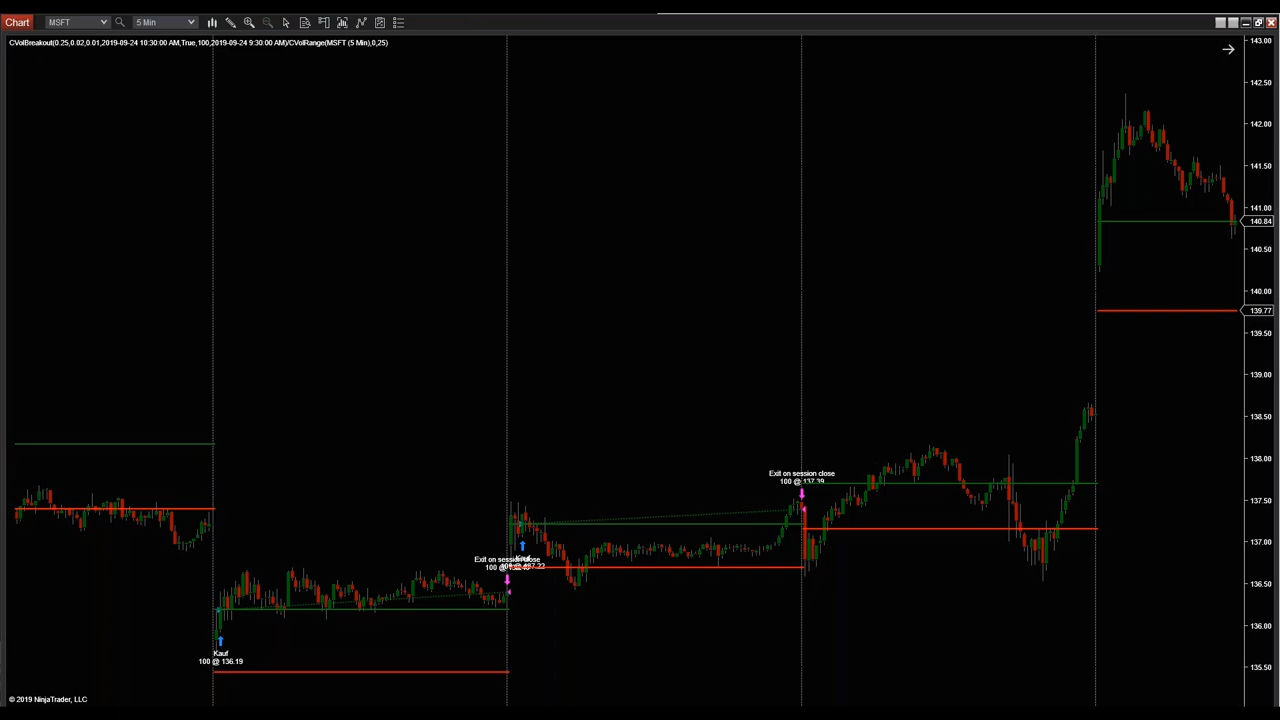 Chart MSFT 5 Min
CVolBreakout(0.25,0.02,0.01,2019-09-24 10:30:00 AM,True,100,2019-09-24 9:30:00 AM)/CVolRange(MSFT (5 Min),0,25)
143.00
142.50
142.00
141.50
141.00
140.84
140.50
140.00
139.77
139.50
139.00
138.50
138.00
137.50
137.00
136.50
136.00
135.50
Exit on session close
100 @ 137.39
Exit on session close
Kauf
100 @ 136.19
© 2019 NinjaTrader, LLC